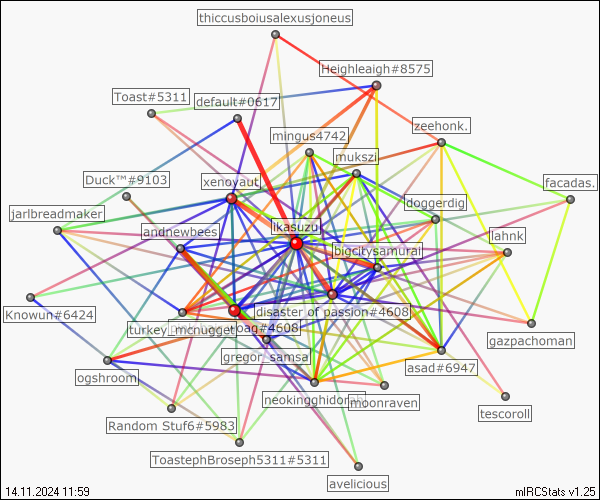 thiccusboiusalexusjoneus
Heighleaigh#8575
Toast#5311
default#0617
zeehonk.
mingus4742
mukszi
Duck™#9103
xenoyaut
facadas.
doggerdig
jarlbreadmaker
andnewbees
ikasuzu
lahnk
bigcitysamurai
Knowun#6424
disaster of passion#4608
turkey_mcnugget
bag#4608
gregor_samsa
gazpachoman
asad#6947
ogshroom
neokingghidorah
moonraven
tescoroll
Random Stuf6#5983
ToastephBroseph5311#5311
avelicious
14.11.2024 11:59
mIRCStats v1.25